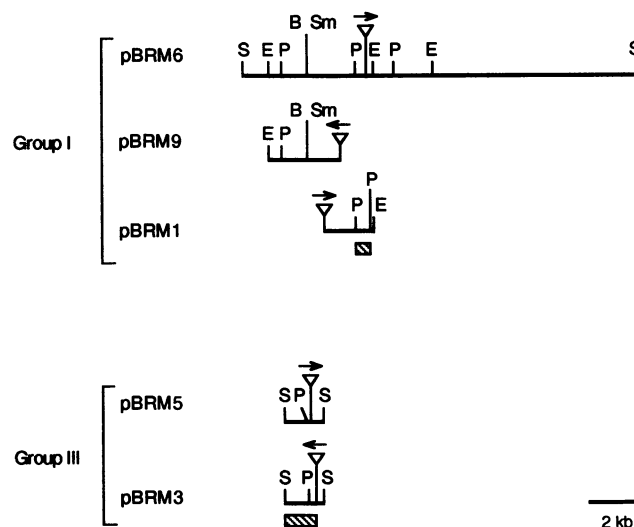 B Sm
S E P P E P E S
pBRM6
B Sm
E P
Group I
pBRM9
P
P E
pBRM1
S P S
pBRM5
Group III
S P S
pBRM3
2 kb